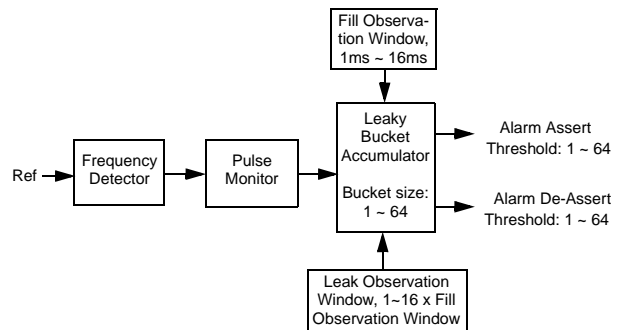 Fill Observa-
tion Window,
1ms ~ 16ms
Ref
Frequency
Detector
Pulse
Monitor
Leaky
Bucket
Accumulator
Bucket size:
1 ~ 64
Alarm Assert
Threshold: 1 ~ 64
Alarm De-Assert
Threshold: 1 ~ 64
Leak Observation
Window, 1~16 x Fill
Observation Window